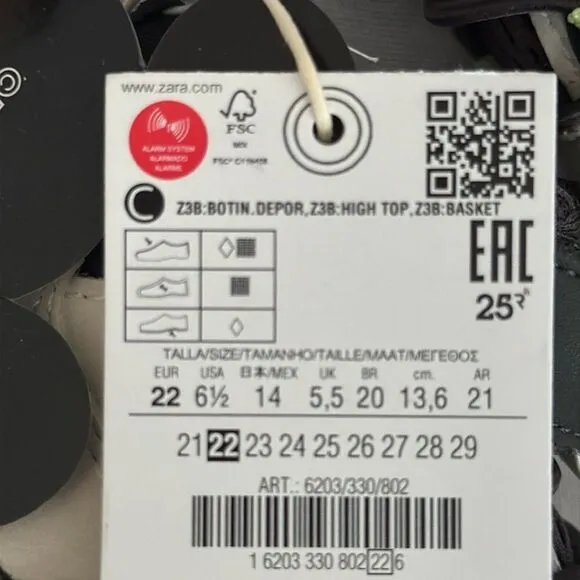 www.zara.com
FSC
MIX
ALARM SYSTEM
ALARMADO
ALARME
C Z3B:BOTIN.DEPOR,Z3B:HIGH TOP,Z3B:BASKET
EAC
25
TALLA/SIZE/TAMANHO/TAILLE/MAAT/ΜΕΓΕΘΟΣ
EUR USA 日本/MEX UK BR cm. AR
22 6½ 14 5,5 20 13,6 21
21 22 23 24 25 26 27 28 29
ART.: 6203/330/802
1 6203 330 802 22 6